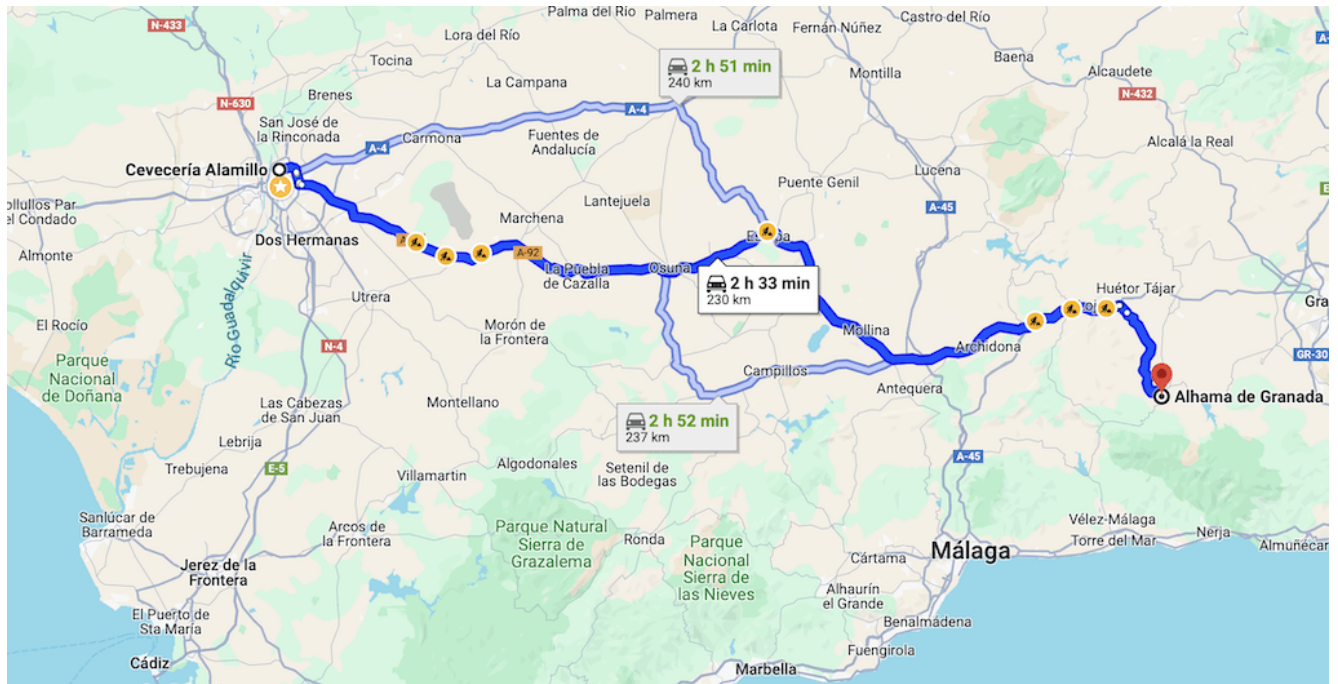 N-433
Palma del Río
Palmera
La Carlota
Fernán Núñez
Castro del Río
Lora del Río
Baena
Tocina
2 h 51 min
240 km
Montilla
Alcaudete
La Campana
N-432
N-630
Brenes
A-4
San José de
la Rinconada
Carmona
Fuentes de
Andalucía
Alcalá la Real
A-4
Cevecería Alamillo
Lucena
Puente Genil
Lantejuela
ollullos Par
el Condado
Marchena
A-45
Dos Hermanas
A-92
Almonte
La Puebla
de Cazalla
Osuna
2 h 33 min
230 km
Huétor Tájar
Utrera
Río Guadalquivir
El Rocío
Morón de
la Frontera
Mollina
Archidona
N-4
GR-30
Parque
Nacional
de Doñana
Campillos
Antequera
Alhama de Granada
Las Cabezas
de San Juan
Montellano
2 h 52 min
237 km
Lebrija
A-45
Trebujena
E-5
Villamartin
Algodonales
Setenil de
las Bodegas
Sanlúcar de
Barrameda
Arcos de
la Frontera
Parque Natural
Sierra de
Grazalema
Ronda
Parque
Nacional
Sierra de
las Nieves
Vélez-Málaga
Torre del Mar
Nerja
Almuñécar
Málaga
Cártama
Jerez de la
Frontera
Alhaurín
el Grande
El Puerto de
Sta María
Benalmádena
Fuengirola
Cádiz
Marbella